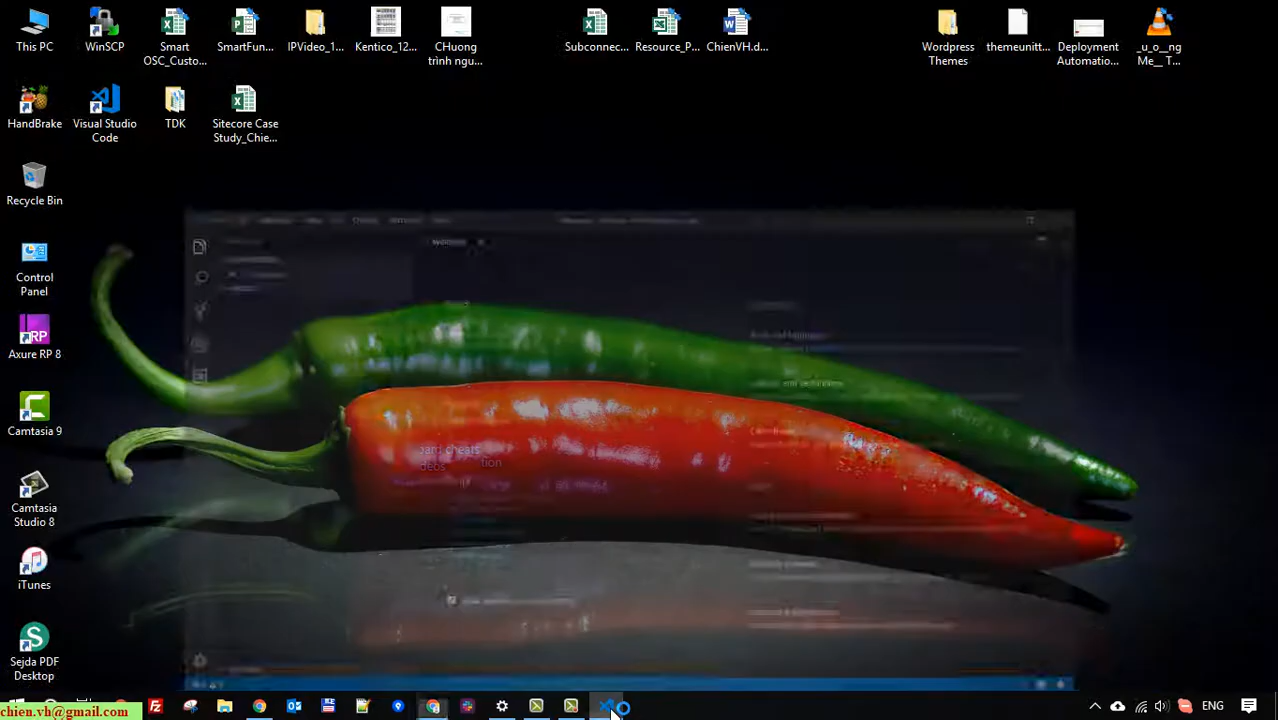 This PC
WinSCP
Smart
OSC_Custo...
SmartFun...
IPVideo_1...
Kentico_12...
CHuong
trình ngu...
Subconnec...
Resource_P...
ChienVH.d...
Wordpress
Themes
themeunitt...
Deployment
Automatio...
_u_o__ng
Me__ T...
HandBrake
Visual Studio
Code
TDK
Sitecore Case
Study_Chie...
Recycle Bin
Control
Panel
Axure RP 8
Camtasia 9
Camtasia
Studio 8
iTunes
Sejda PDF
Desktop
chien.vh@gmail.com
ENG